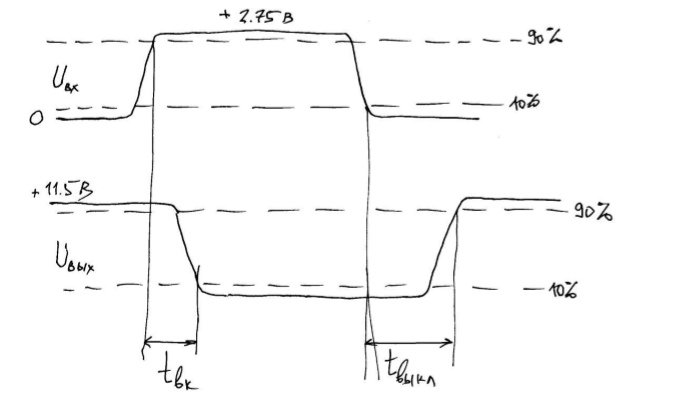 + 2.75 В
90%
Uвх
10%
0
+ 11.5 В
90%
Uвых
10%
tвк
tвыкл